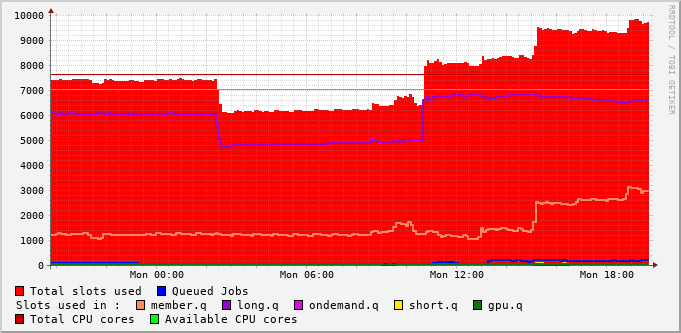 10000
9000
8000
7000
6000
5000
4000
3000
2000
1000
0
Mon 00:00 Mon 06:00 Mon 12:00 Mon 18:00
Total slots used Queued Jobs
Slots used in : member.q long.q ondemand.q short.q gpu.q
Total CPU cores Available CPU cores
RRDTOOL / TOBI OETIKER